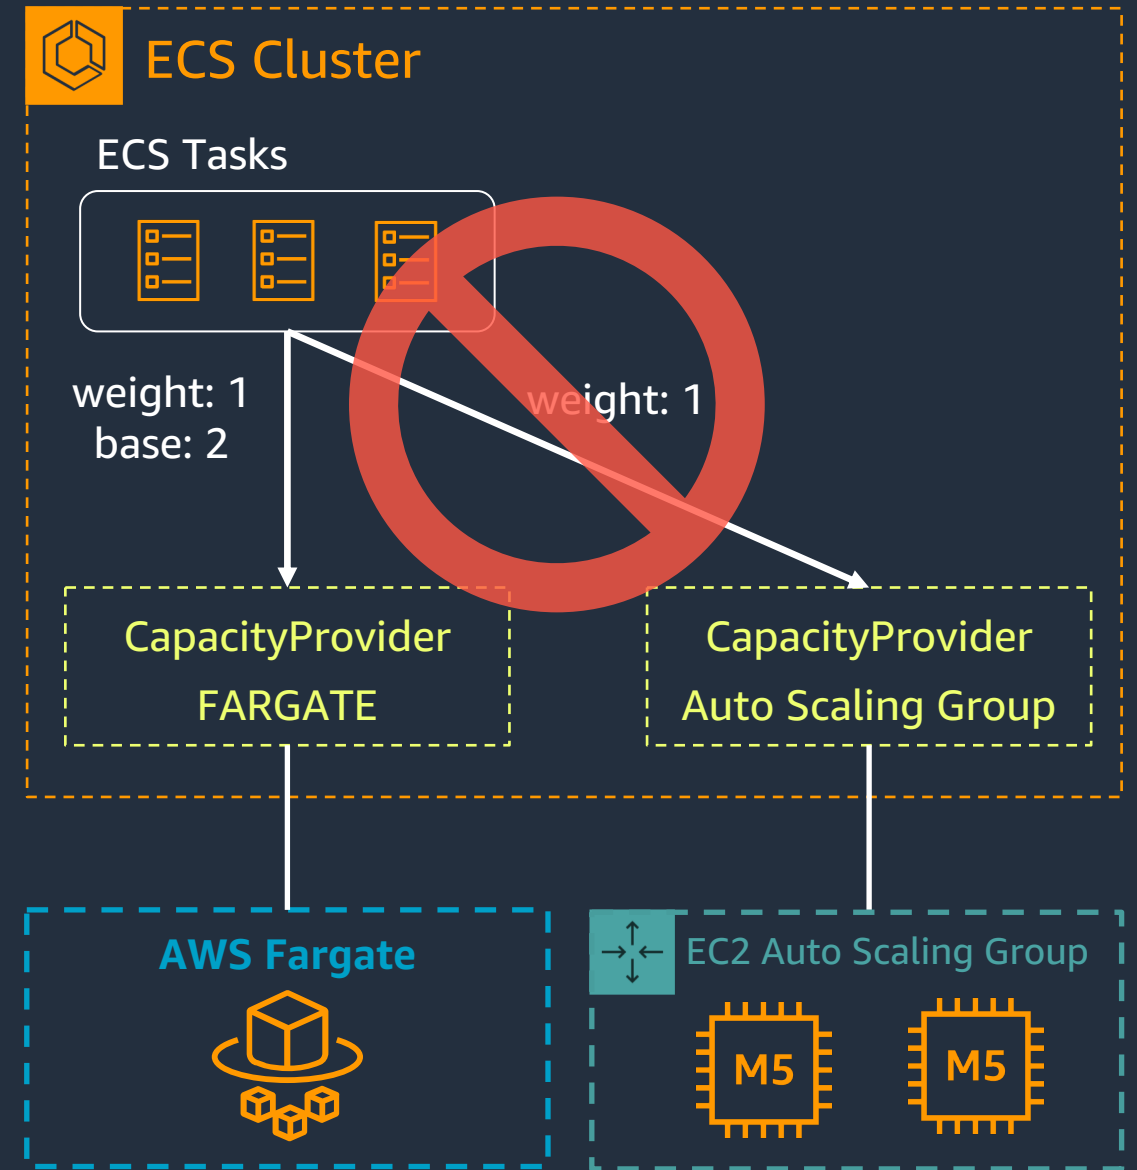 ECS Cluster
ECS Tasks
weight: 1
base: 2
weight: 1
CapacityProvider
FARGATE
CapacityProvider
Auto Scaling Group
AWS Fargate
EC2 Auto Scaling Group
M5
M5